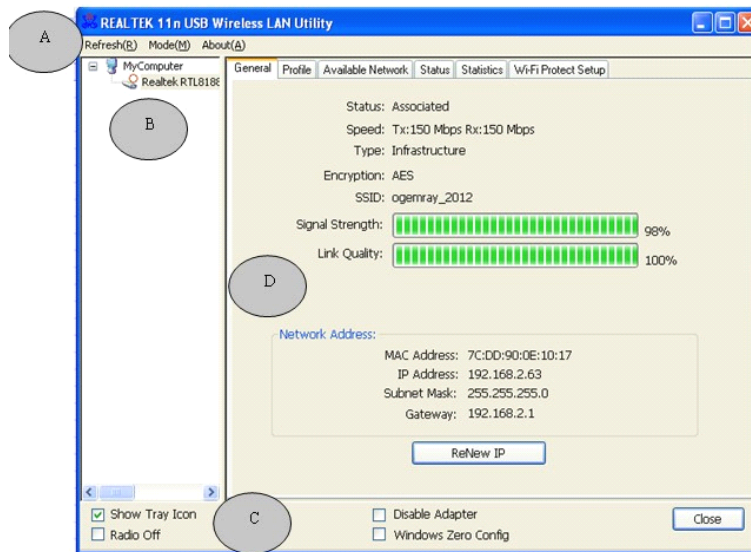 REALTEK 11n USB Wireless LAN Utility
A
Refresh(R) Mode(M) About(A)
MyComputer
Realtek RTL8188
B
General Profile Available Network Status Statistics Wi-Fi Protect Setup
Status: Associated
Speed: Tx:150 Mbps Rx:150 Mbps
Type: Infrastructure
Encryption: AES
SSID: ogemray_2012
Signal Strength: 98%
Link Quality: 100%
D
Network Address:
MAC Address: 7C:DD:90:0E:10:17
IP Address: 192.168.2.63
Subnet Mask: 255.255.255.0
Gateway: 192.168.2.1
ReNew IP
Show Tray Icon
Radio Off
C
Disable Adapter
Windows Zero Config
Close